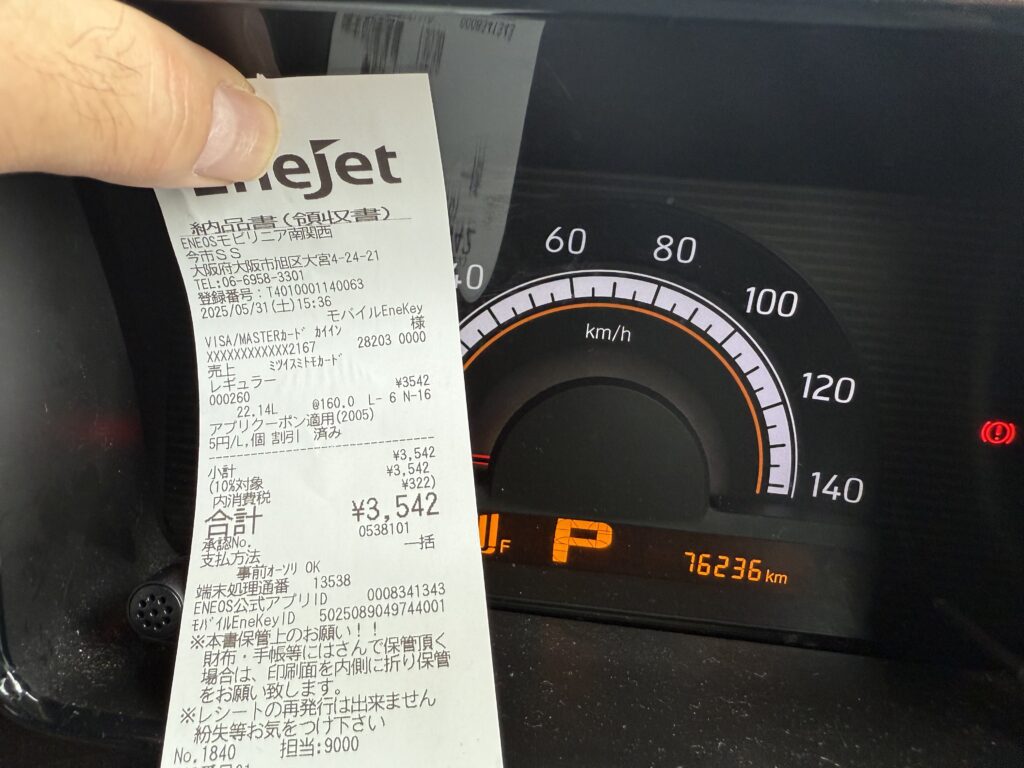 EneJet
納品書(領収書)
ENEOSモビリニア南関西
今市SS
大阪府大阪市旭区大宮4-24-21
TEL:06-6958-3301
登録番号:T4010001140063
2025/05/31(土)15:36
モバイルEneKey
VISA/MASTERカード カイイン 様
XXXXXXXXXXXX2167 28203 0000
売上 ミツイスミトモカード
レギュラー ¥3542
000260
22.14L @160.0 L- 6 N-16
アプリクーポン適用(2005)
5円/L,個 割引 済み
小計 ¥3,542
(10%対象 ¥3,542
内消費税 ¥322)
合計 ¥3,542
承認No. 0538101
支払方法 一括
事前オーソリ OK
端末処理通番 13538
ENEOS公式アプリID 0008341343
モバイルEneKeyID 5025089049744001
※本書保管上のお願い!!
財布・手帳等にはさんで保管頂く
場合は、印刷面を内側に折り保管
をお願い致します。
※レシートの再発行は出来ません
紛失等お気をつけ下さい
No.1840 担当:9000
40
60
80
100
120
140
km/h
F
P
76236km